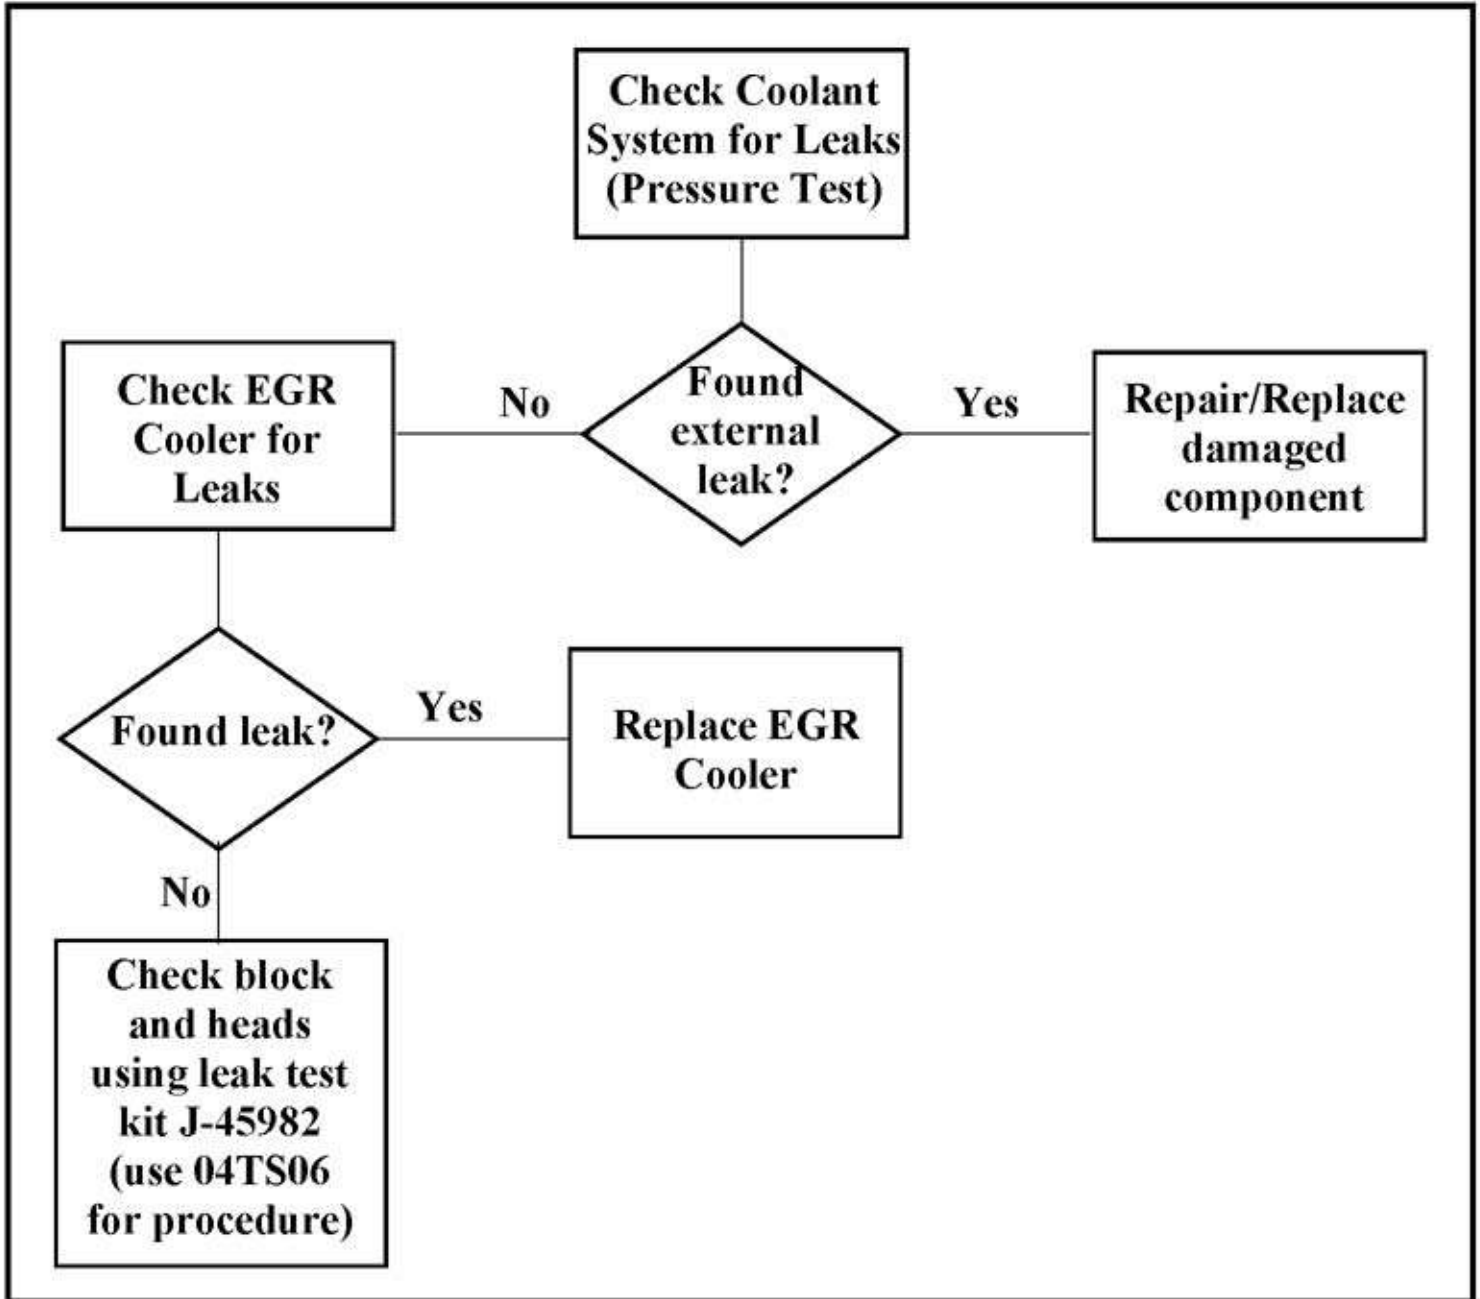 Check Coolant
System for Leaks
(Pressure Test)
Found
external
leak?
No
Yes
Check EGR
Cooler for
Leaks
Repair/Replace
damaged
component
Found leak?
Yes
Replace EGR
Cooler
No
Check block
and heads
using leak test
kit J-45982
(use 04TS06
for procedure)